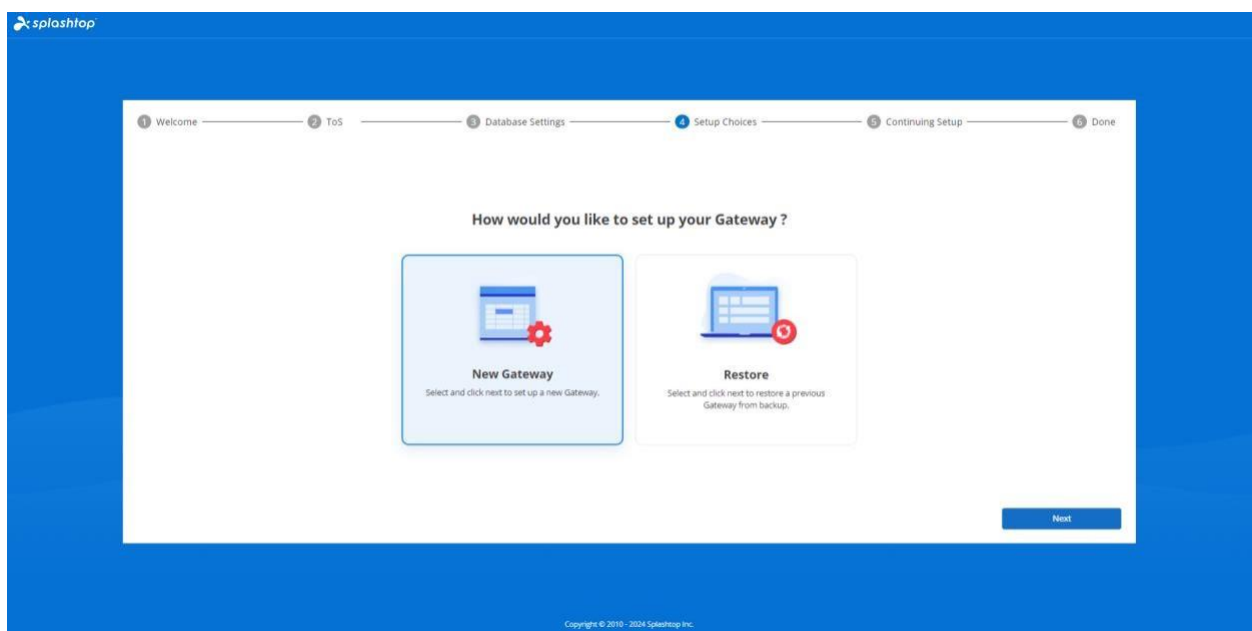 splashtop
1 Welcome 2 ToS 3 Database Settings 4 Setup Choices 5 Continuing Setup 6 Done
How would you like to set up your Gateway ?
New Gateway
Select and click next to set up a new Gateway.
Restore
Select and click next to restore a previous
Gateway from backup.
Next
Copyright © 2010 - 2024 Splashtop Inc.